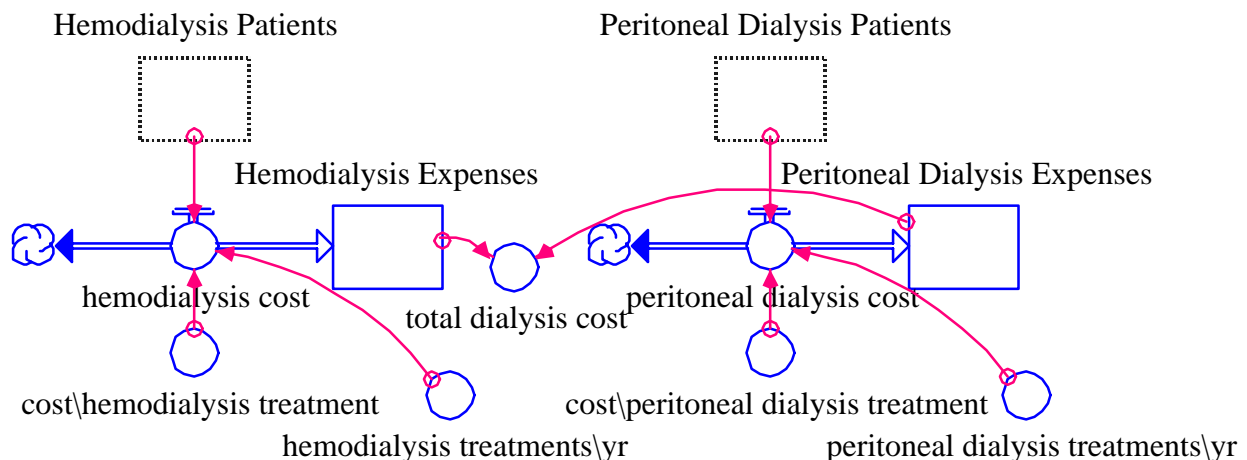 Hemodialysis Patients
Peritoneal Dialysis Patients
Hemodialysis Expenses
Peritoneal Dialysis Expenses
hemodialysis cost
total dialysis cost
peritoneal dialysis cost
cost\hemodialysis treatment
hemodialysis treatments\yr
cost\peritoneal dialysis treatment
peritoneal dialysis treatments\yr